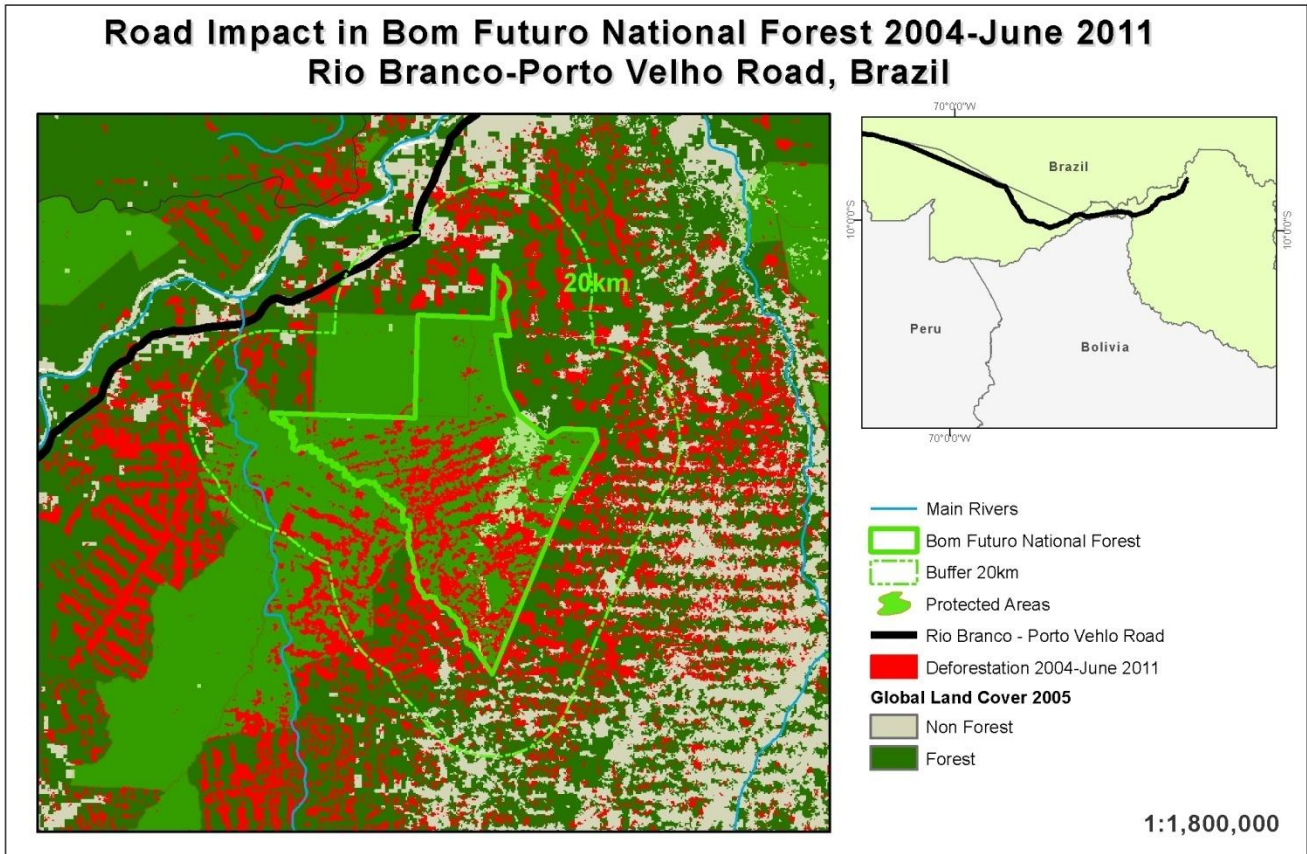 Road Impact in Bom Futuro National Forest 2004-June 2011
Rio Branco-Porto Velho Road, Brazil
20km
70°0'0"W
Brazil
10°0'0"S
10°0'0"S
Peru
Bolivia
70°0'0"W
Main Rivers
Bom Futuro National Forest
Buffer 20km
Protected Areas
Rio Branco - Porto Vehlo Road
Deforestation 2004-June 2011
Global Land Cover 2005
Non Forest
Forest
1:1,800,000